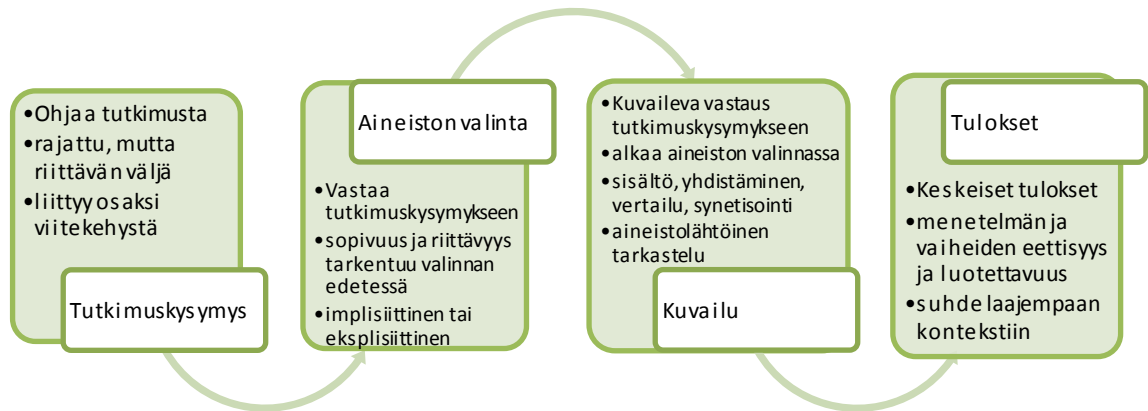 •Ohjaa tutkimusta
•rajattu, mutta
riittävän väljä
•liittyy osaksi
viitekehystä
Tutkimuskysymys
Aineiston valinta
•Vastaa
tutkimuskysymykseen
•sopivuus ja riittävyys
tarkentuu valinnan
edetessä
•implisiittinen tai
eksplisiittinen
•Kuvaileva vastaus
tutkimuskysymykseen
•alkaa aineiston valinnassa
•sisältö, yhdistäminen,
vertailu, synetisointi
•aineistolähtöinen
tarkastelu
Kuvailu
Tulokset
•Keskeiset tulokset
•menetelmän ja
vaiheiden eettisyys
ja luotettavuus
•suhde laajempaan
kontekstiin